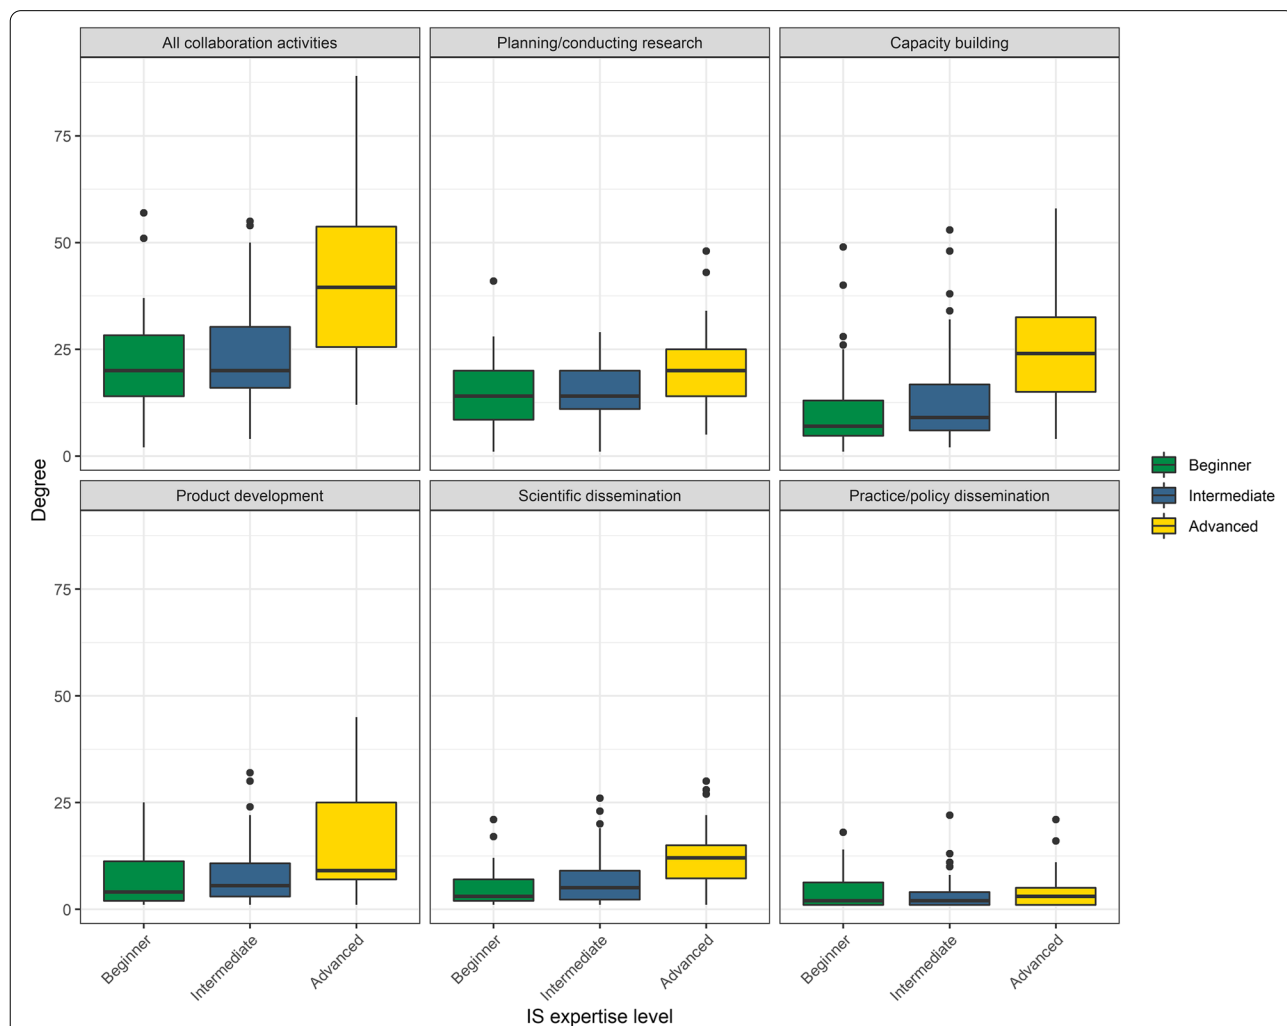 All collaboration activities
Planning/conducting research
Capacity building
75
50
25
0
Product development
Scientific dissemination
Practice/policy dissemination
75
50
25
0
Degree
Beginner
Intermediate
Advanced
Beginner
Intermediate
Advanced
Beginner
Intermediate
Advanced
IS expertise level
Beginner
Intermediate
Advanced